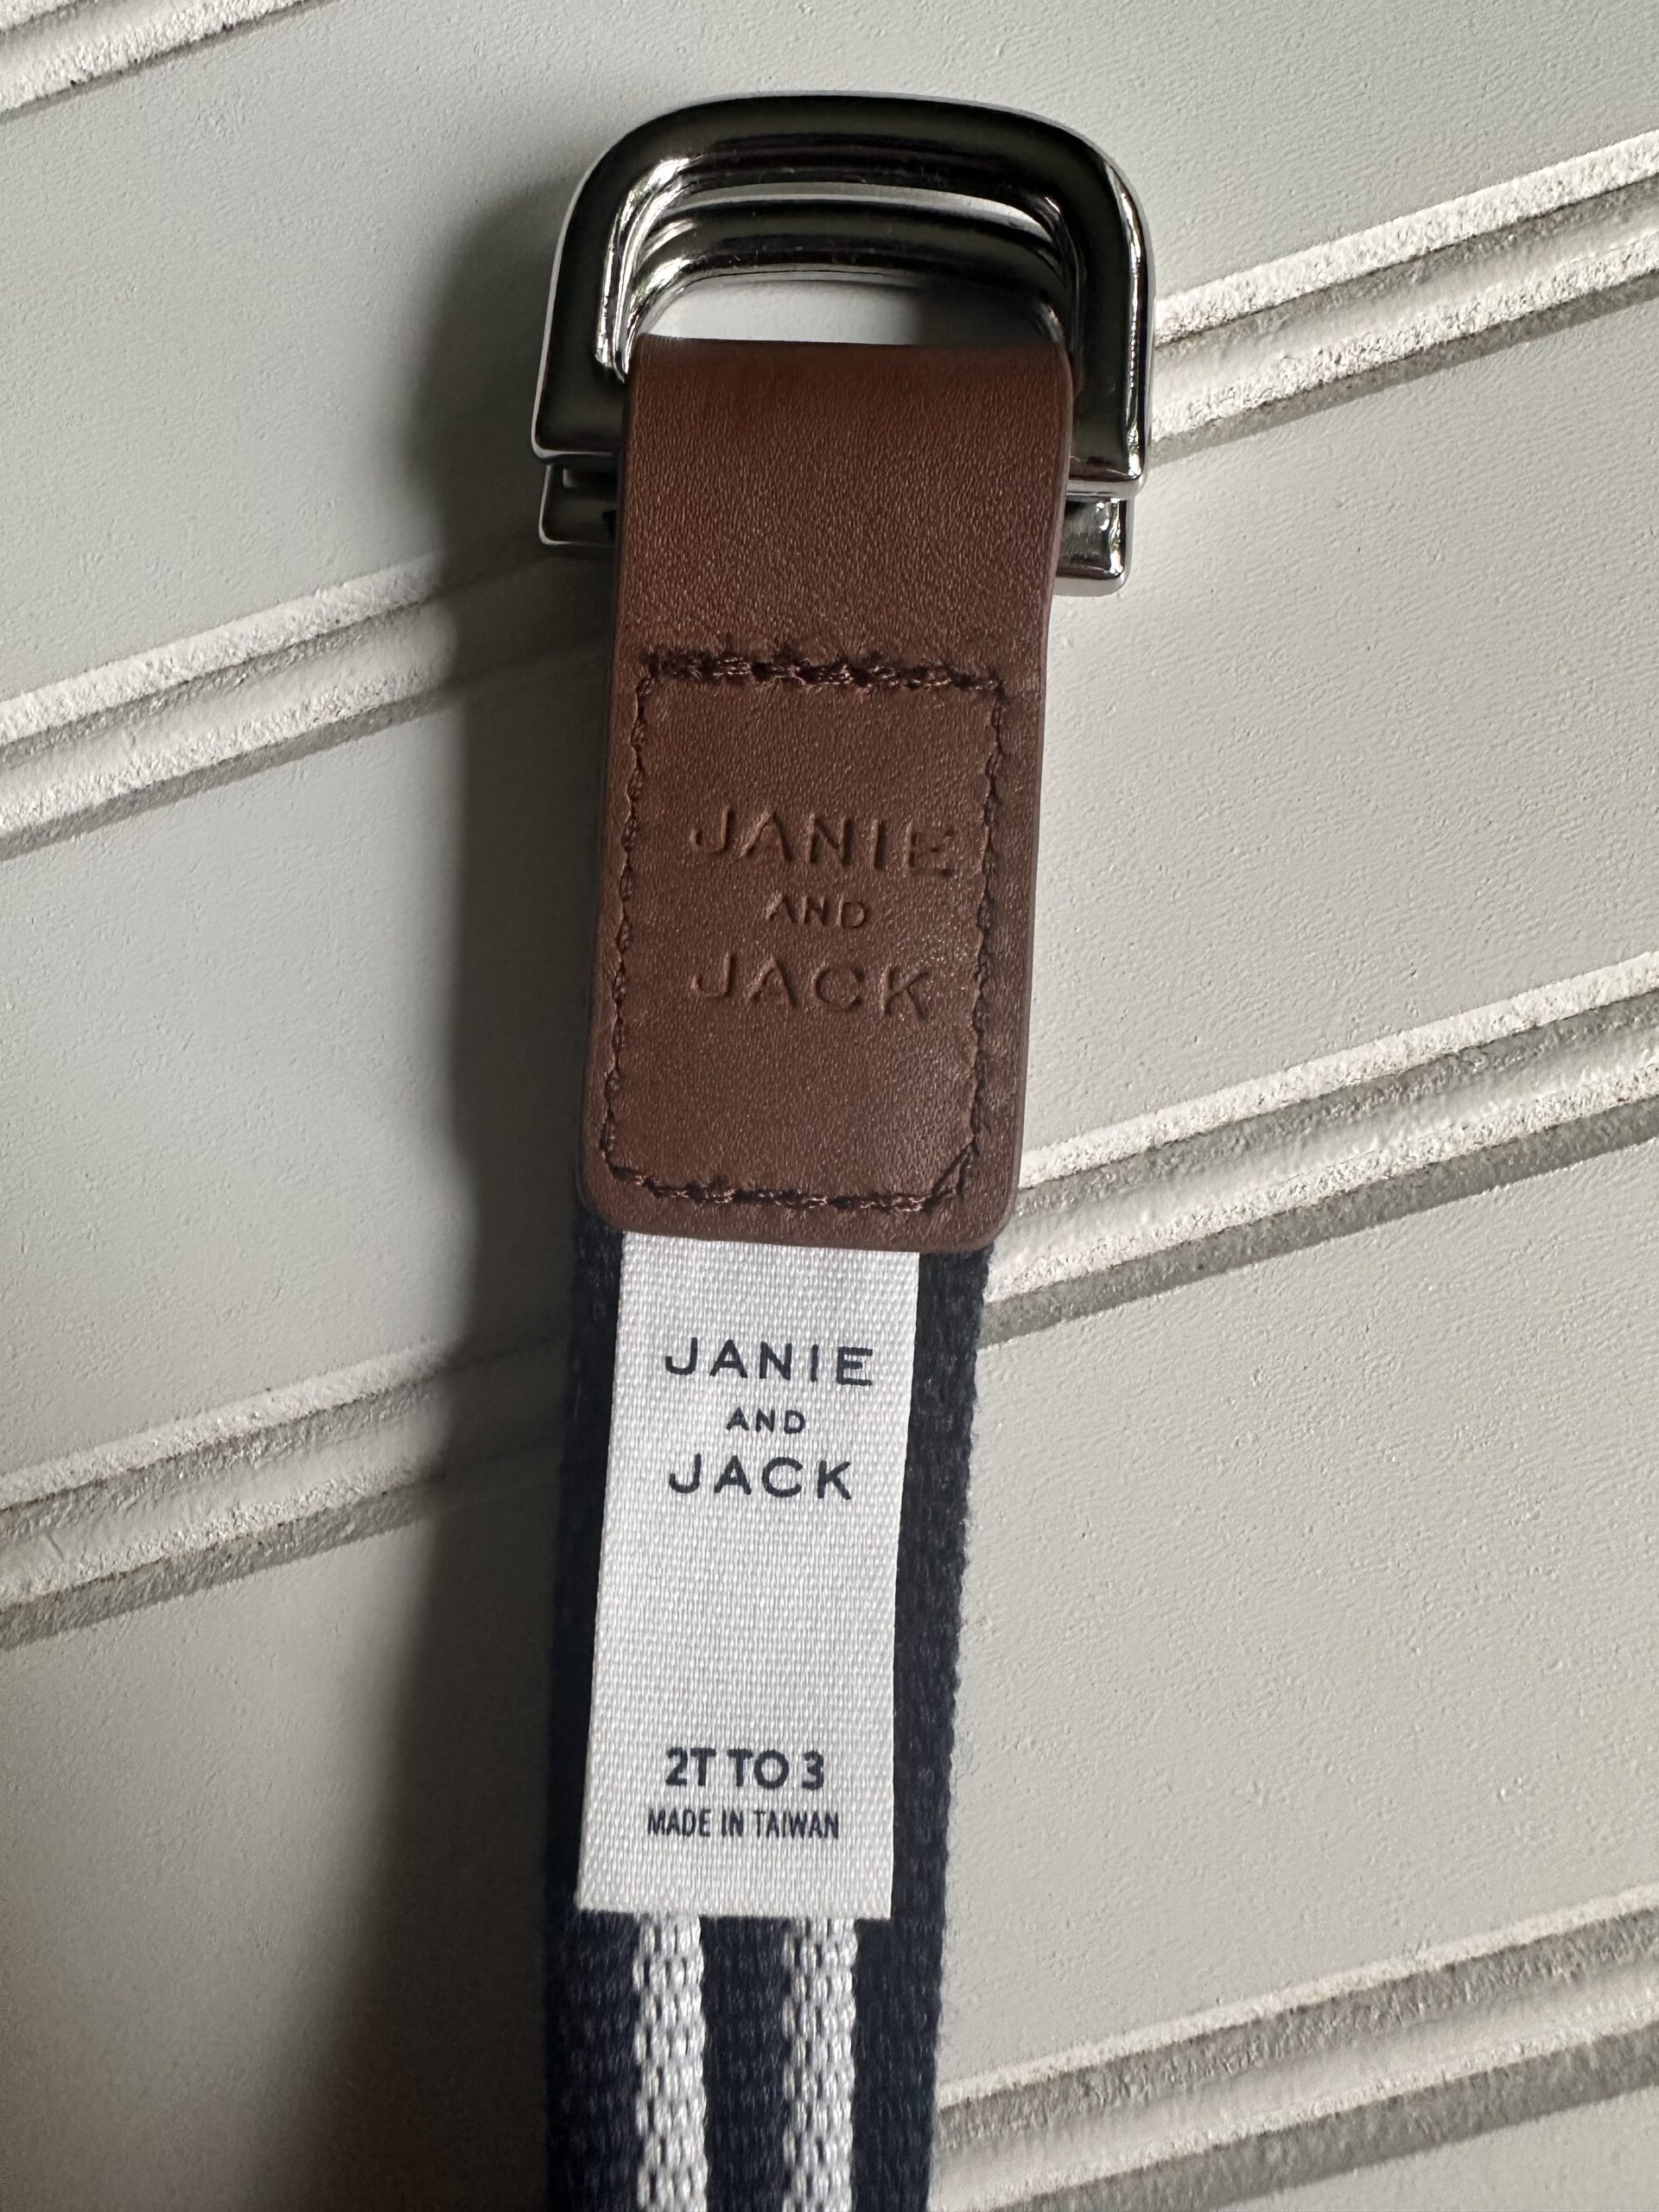 JANIE
AND
JACK
JANIE
AND
JACK
2T TO 3
MADE IN TAIWAN